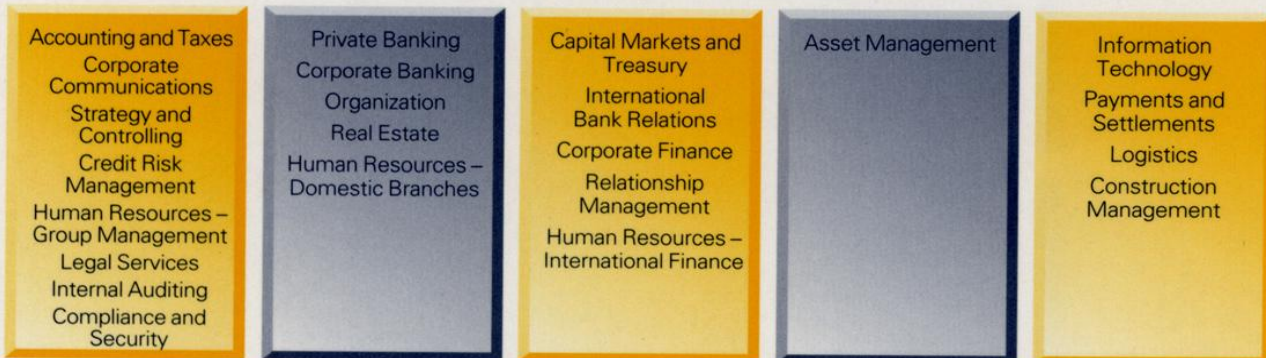 Accounting and Taxes
Corporate
Communications
Strategy and
Controlling
Credit Risk
Management
Human Resources –
Group Management
Legal Services
Internal Auditing
Compliance and
Security
Private Banking
Corporate Banking
Organization
Real Estate
Human Resources –
Domestic Branches
Capital Markets and
Treasury
International
Bank Relations
Corporate Finance
Relationship
Management
Human Resources –
International Finance
Asset Management
Information
Technology
Payments and
Settlements
Logistics
Construction
Management